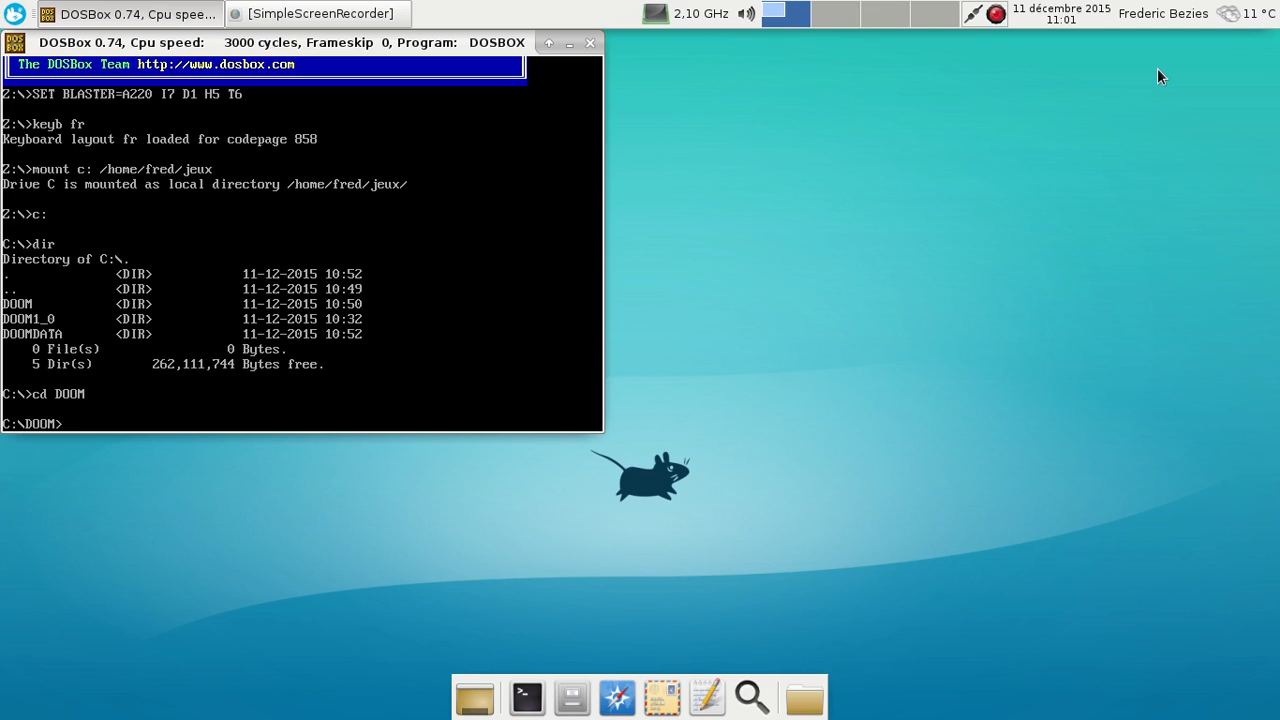 DOSBox 0.74, Cpu spee...
[SimpleScreenRecorder]
2,10 GHz
11 décembre 2015
11:01
Frederic Bezies
11 °C
DOS
BOX
DOSBox 0.74, Cpu speed: 3000 cycles, Frameskip 0, Program: DOSBOX
The DOSBox Team http://www.dosbox.com
Z:\>SET BLASTER=A220 I7 D1 H5 T6
Z:\>keyb fr
Keyboard layout fr loaded for codepage 858
Z:\>mount c: /home/fred/jeux
Drive C is mounted as local directory /home/fred/jeux/
Z:\>c:
C:\>dir
Directory of C:\.
. <DIR> 11-12-2015 10:52
.. <DIR> 11-12-2015 10:49
DOOM <DIR> 11-12-2015 10:50
DOOM1_0 <DIR> 11-12-2015 10:32
DOOMDATA <DIR> 11-12-2015 10:52
0 File(s) 0 Bytes.
5 Dir(s) 262,111,744 Bytes free.
C:\>cd DOOM
C:\DOOM>